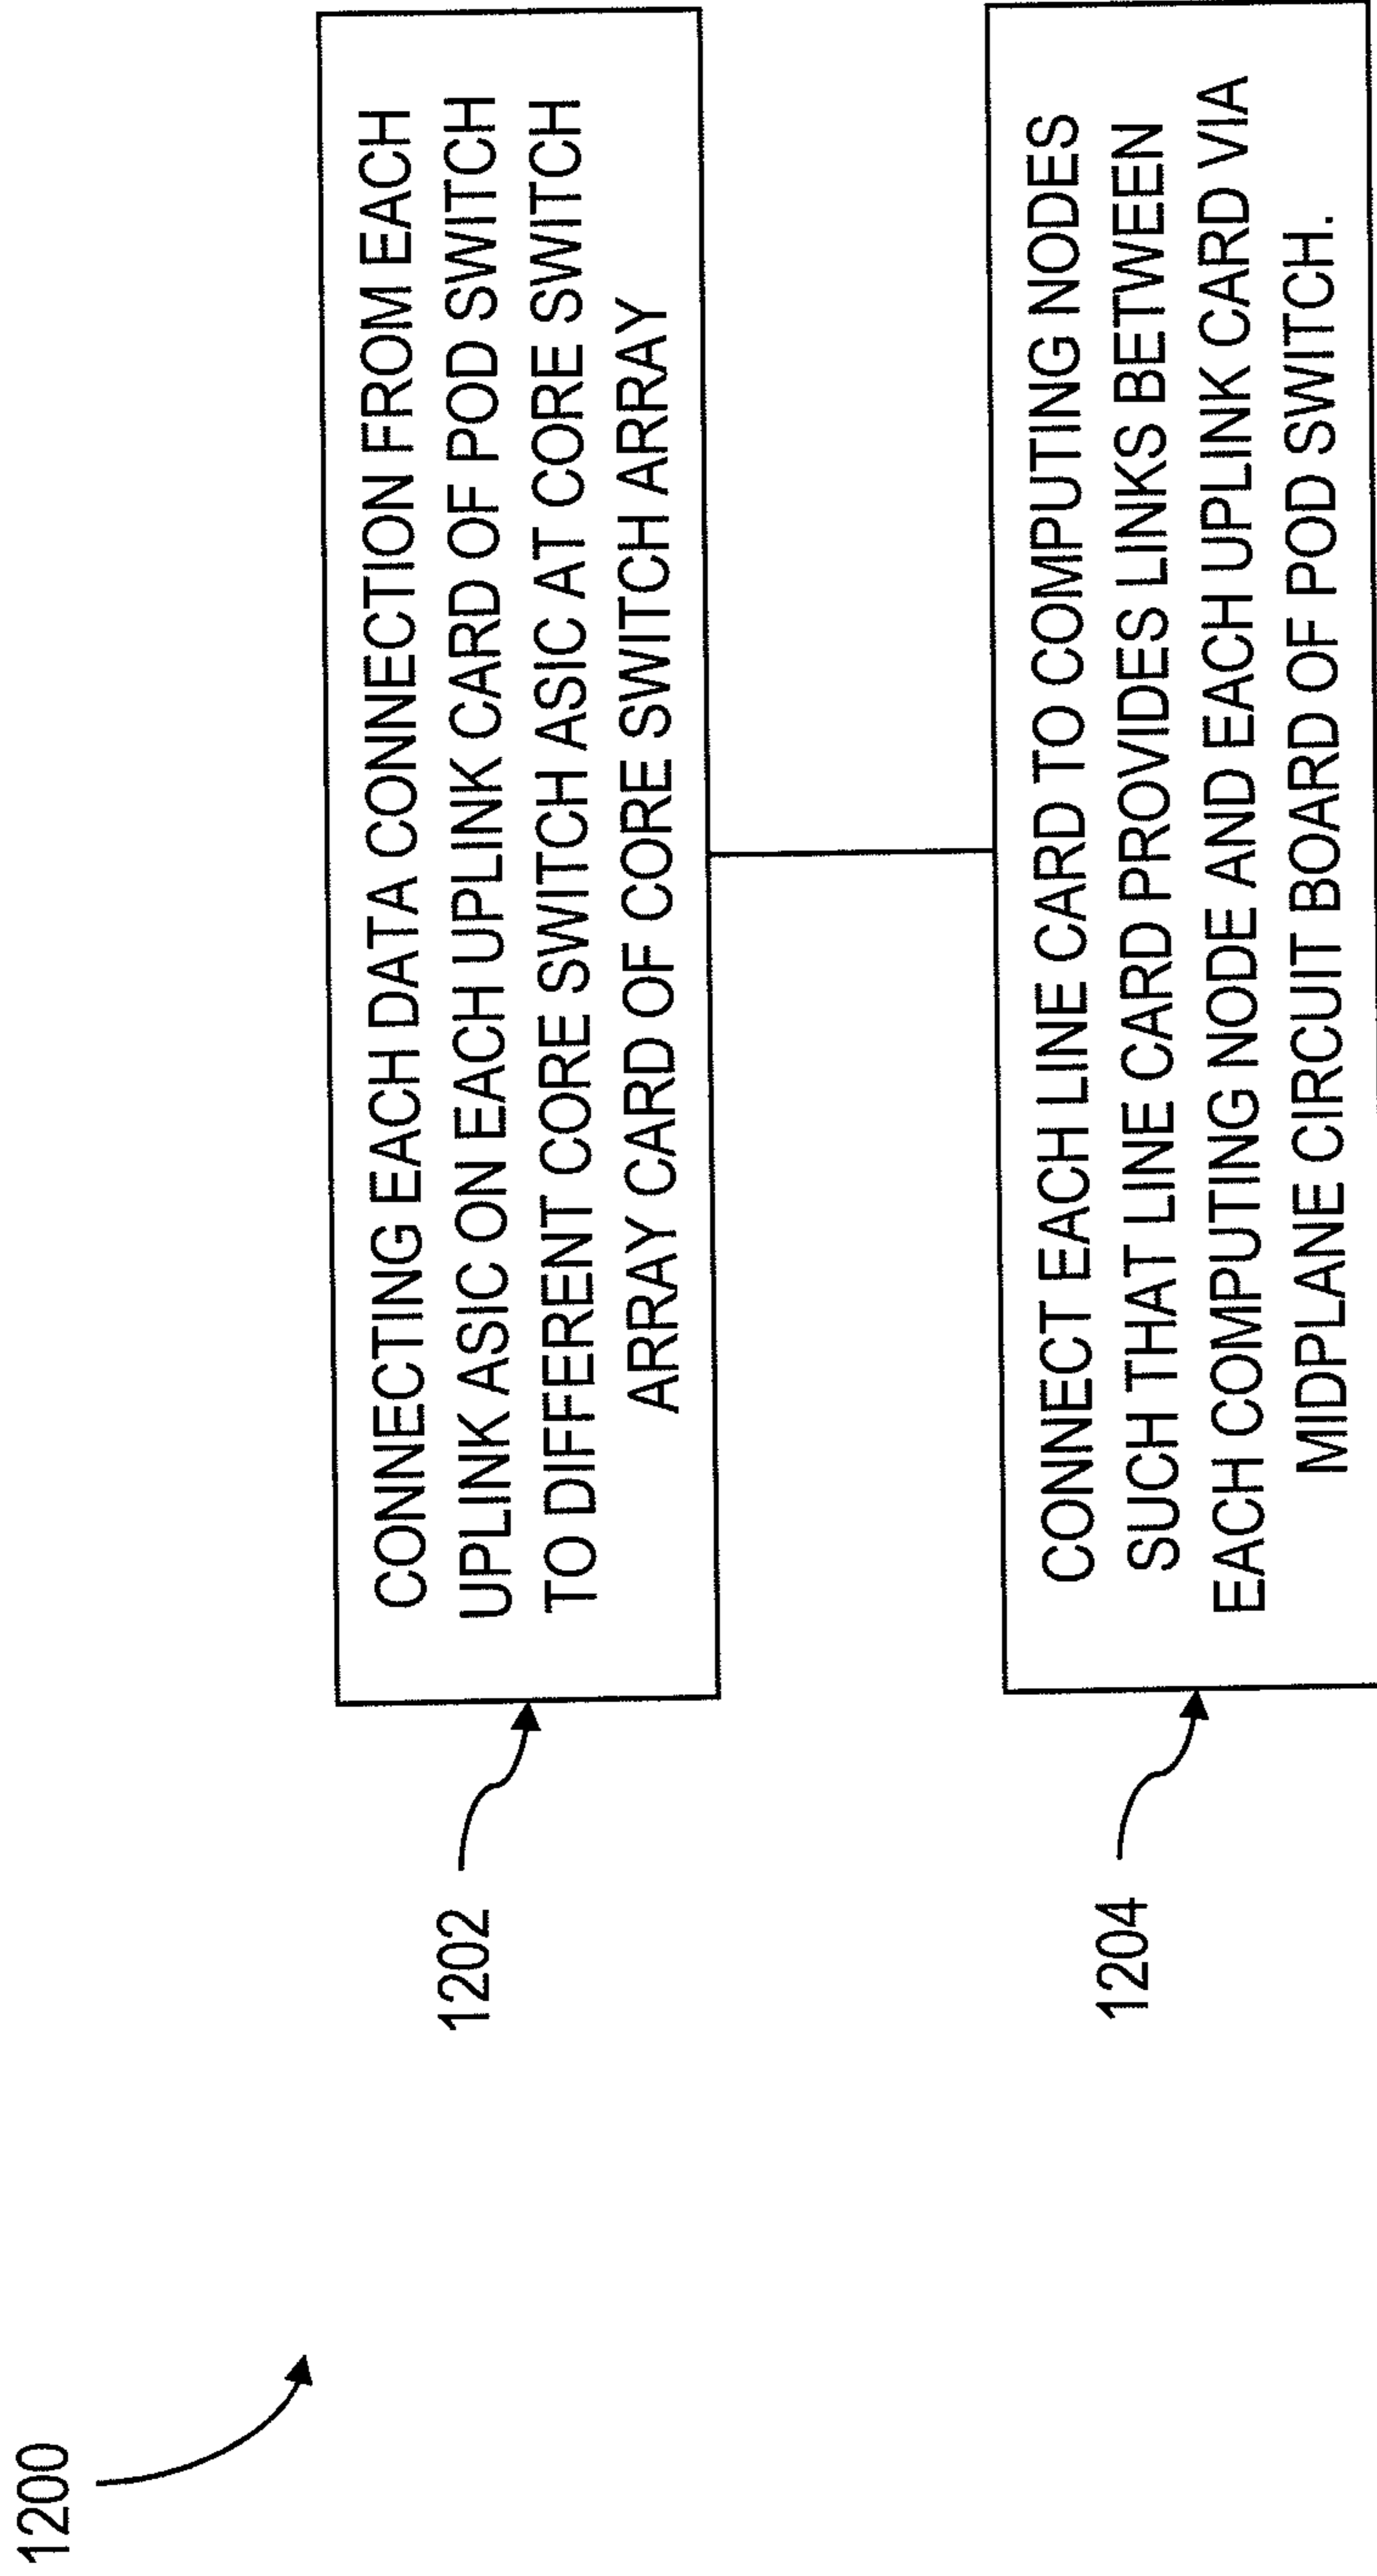 1200
1202
CONNECTING EACH DATA CONNECTION FROM EACH
UPLINK ASIC ON EACH UPLINK CARD OF POD SWITCH
TO DIFFERENT CORE SWITCH ASIC AT CORE SWITCH
ARRAY CARD OF CORE SWITCH ARRAY
1204
CONNECT EACH LINE CARD TO COMPUTING NODES
SUCH THAT LINE CARD PROVIDES LINKS BETWEEN
EACH COMPUTING NODE AND EACH UPLINK CARD VIA
MIDPLANE CIRCUIT BOARD OF POD SWITCH.